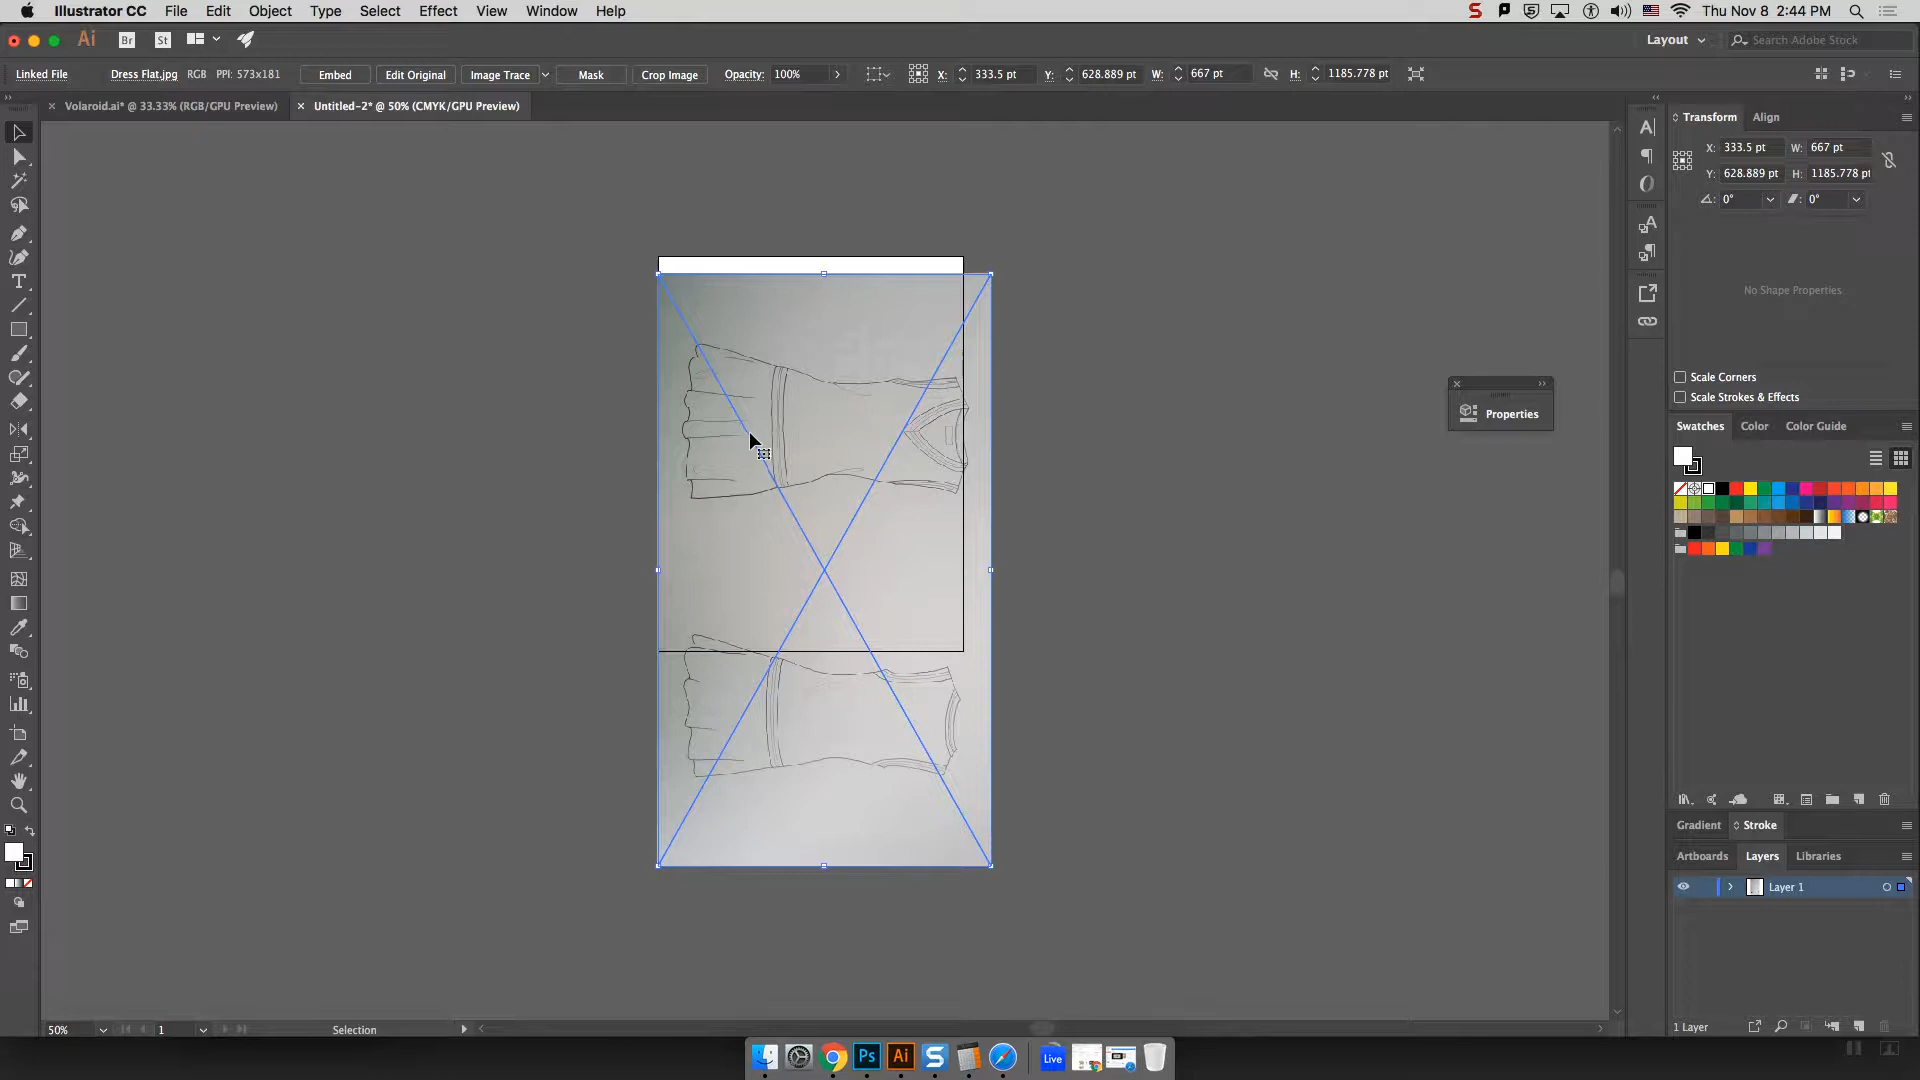 Illustrator CC File Edit Object Type Select Effect View Window Help
Thu Nov 8 2:44 PM
Ai Br St
Layout
Search Adobe Stock
Linked File Dress Flat.jpg RGB PPI: 573x181 Embed Edit Original Image Trace Mask Crop Image Opacity: 100% X: 333.5 pt Y: 628.889 pt W: 667 pt H: 1185.778 pt
Volaroid.ai* @ 33.33% (RGB/GPU Preview)
Untitled-2* @ 50% (CMYK/GPU Preview)
Transform Align
X: 333.5 pt W: 667 pt
Y: 628.889 pt H: 1185.778 pt
0° 0°
No Shape Properties
Scale Corners
Scale Strokes & Effects
Properties
Swatches Color Color Guide
Gradient Stroke
Artboards Layers Libraries
Layer 1
1 Layer
50% 1 Selection
Ps Ai S Live